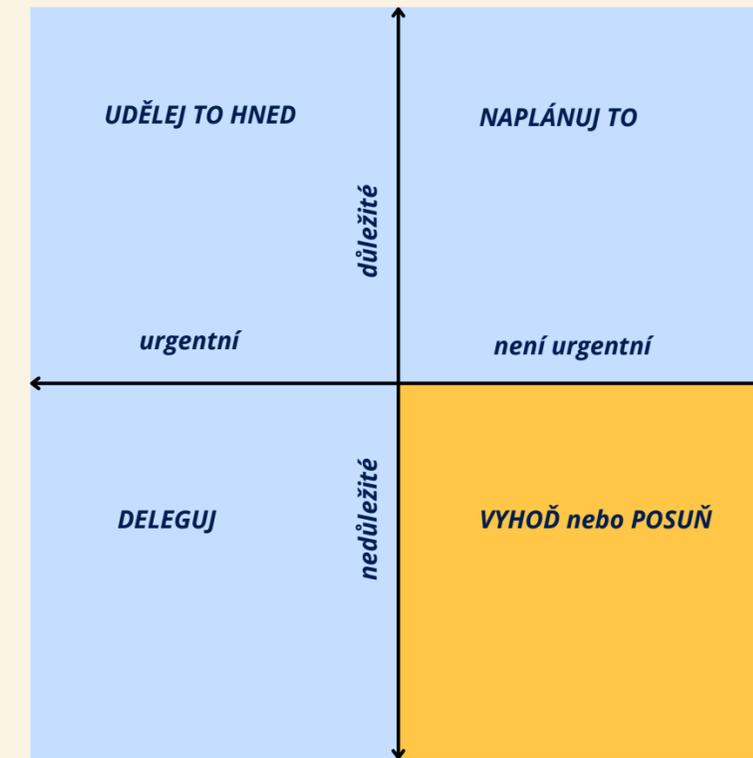 UDĚLEJ TO HNED
NAPLÁNUJ TO
důležité
urgentní
není urgentní
nedůležité
DELEGUJ
VYHOĎ nebo POSUŇ